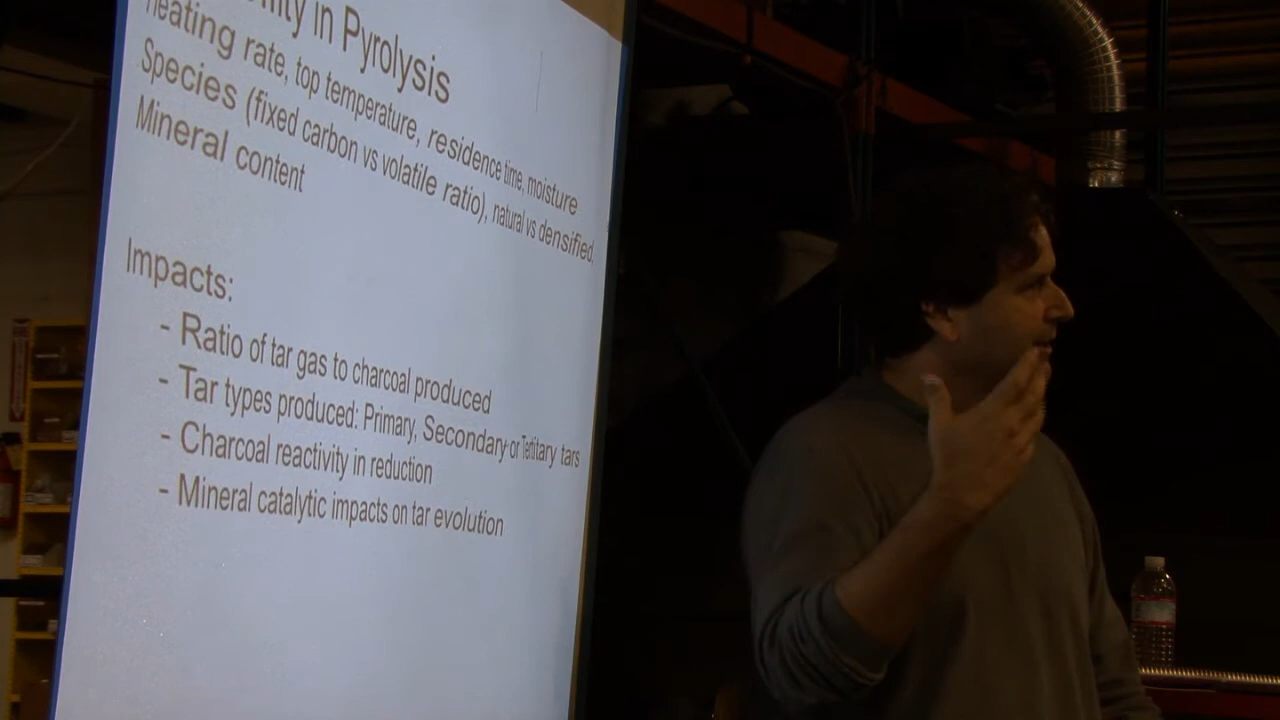 in Pyrolysis
heating rate, top temperature, residence time, moisture
Species (fixed carbon vs volatile ratio), natural vs densified.
Mineral content
Impacts:
- Ratio of tar gas to charcoal produced
- Tar types produced: Primary, Secondary or Tertitary tars
- Charcoal reactivity in reduction
- Mineral catalytic impacts on tar evolution